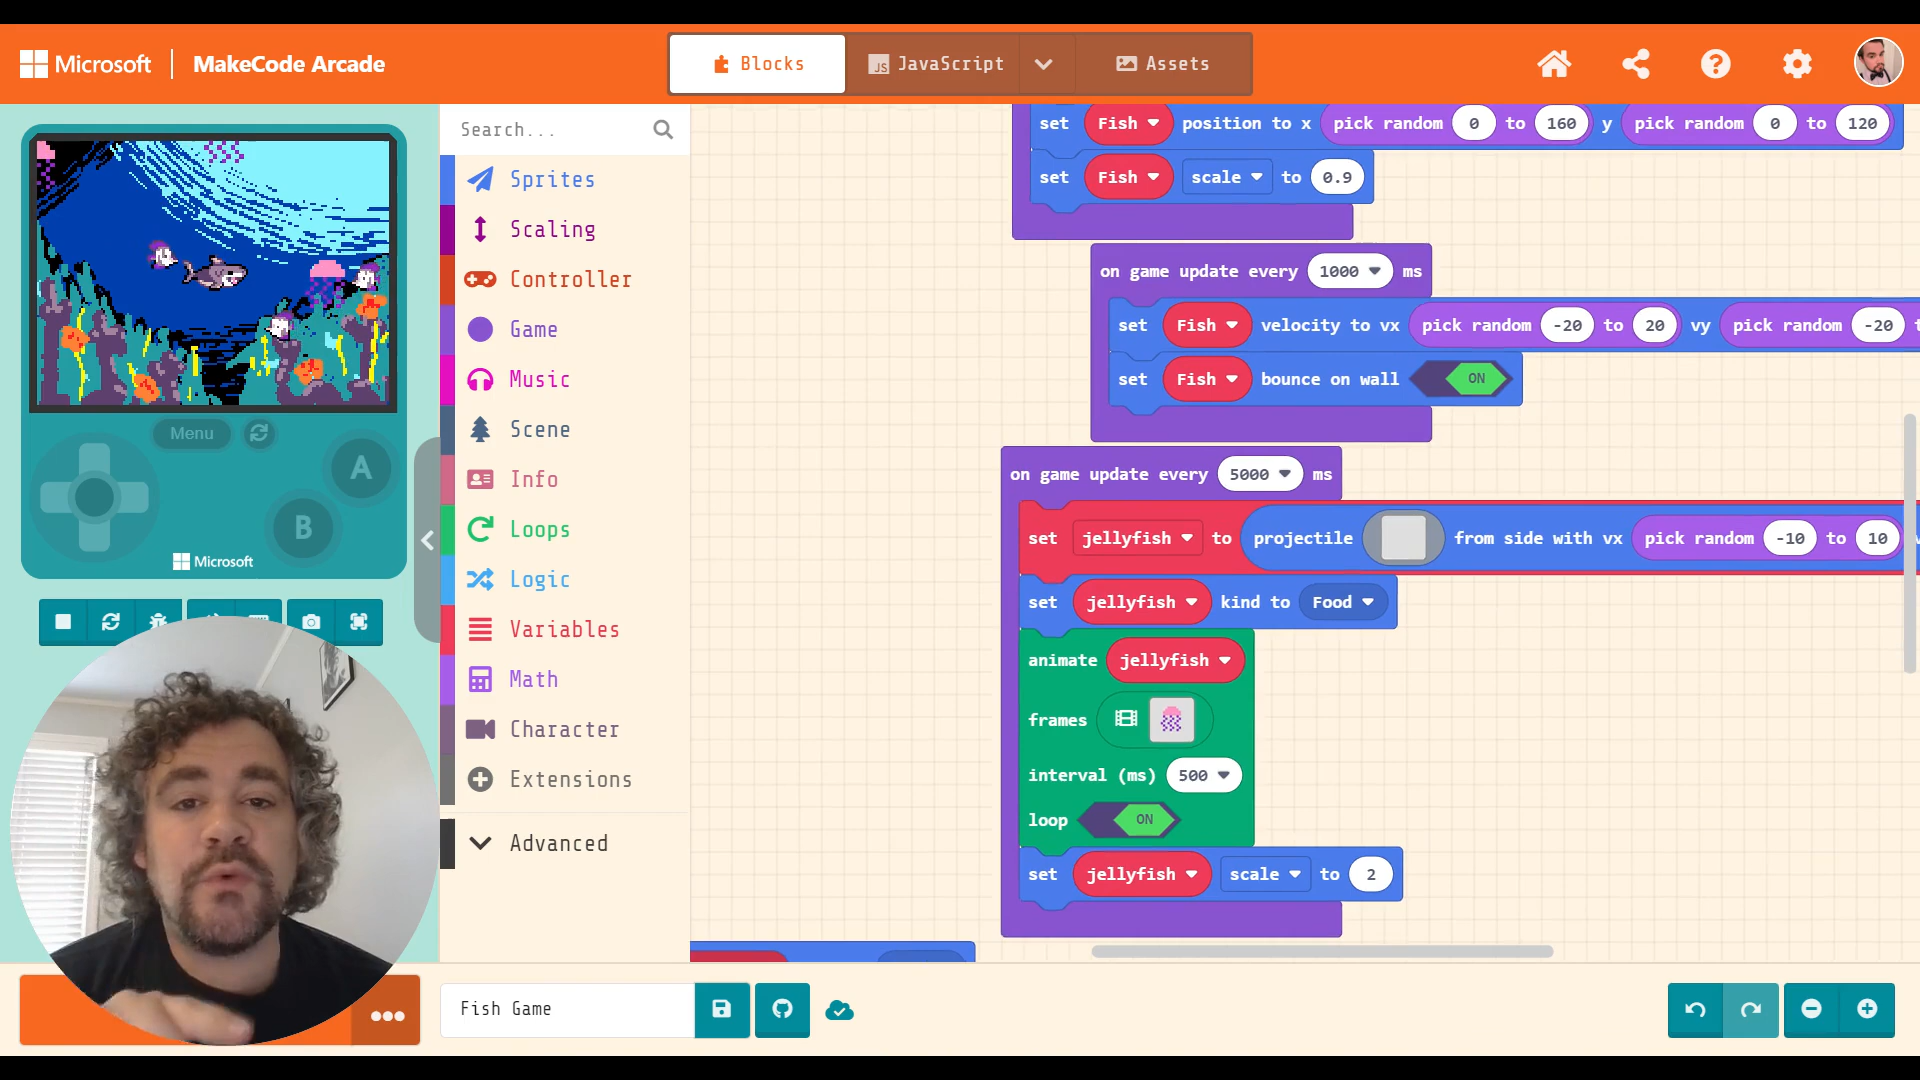 Microsoft MakeCode Arcade
Blocks JS JavaScript Assets
Menu
A
B
Microsoft
Search...
Sprites
Scaling
Controller
Game
Music
Scene
Info
Loops
Logic
Variables
Math
Character
Extensions
Advanced
set Fish position to x pick random 0 to 160 y pick random 0 to 120
set Fish scale to 0.9
on game update every 1000 ms
set Fish velocity to vx pick random -20 to 20 vy pick random -20
set Fish bounce on wall ON
on game update every 5000 ms
set jellyfish to projectile from side with vx pick random -10 to 10
set jellyfish kind to Food
animate jellyfish
frames
interval (ms) 500
loop ON
set jellyfish scale to 2
Fish Game